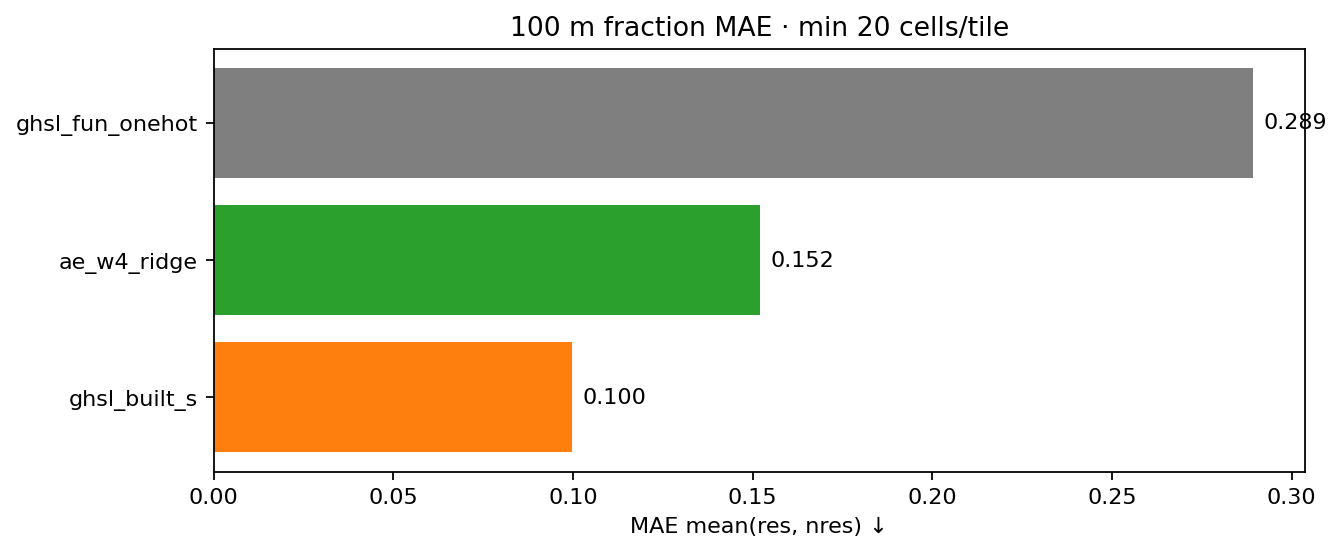 100 m fraction MAE · min 20 cells/tile
ghsl_fun_onehot
0.289
ae_w4_ridge
0.152
ghsl_built_s
0.100
0.00 0.05 0.10 0.15 0.20 0.25 0.30
MAE mean(res, nres) ↓